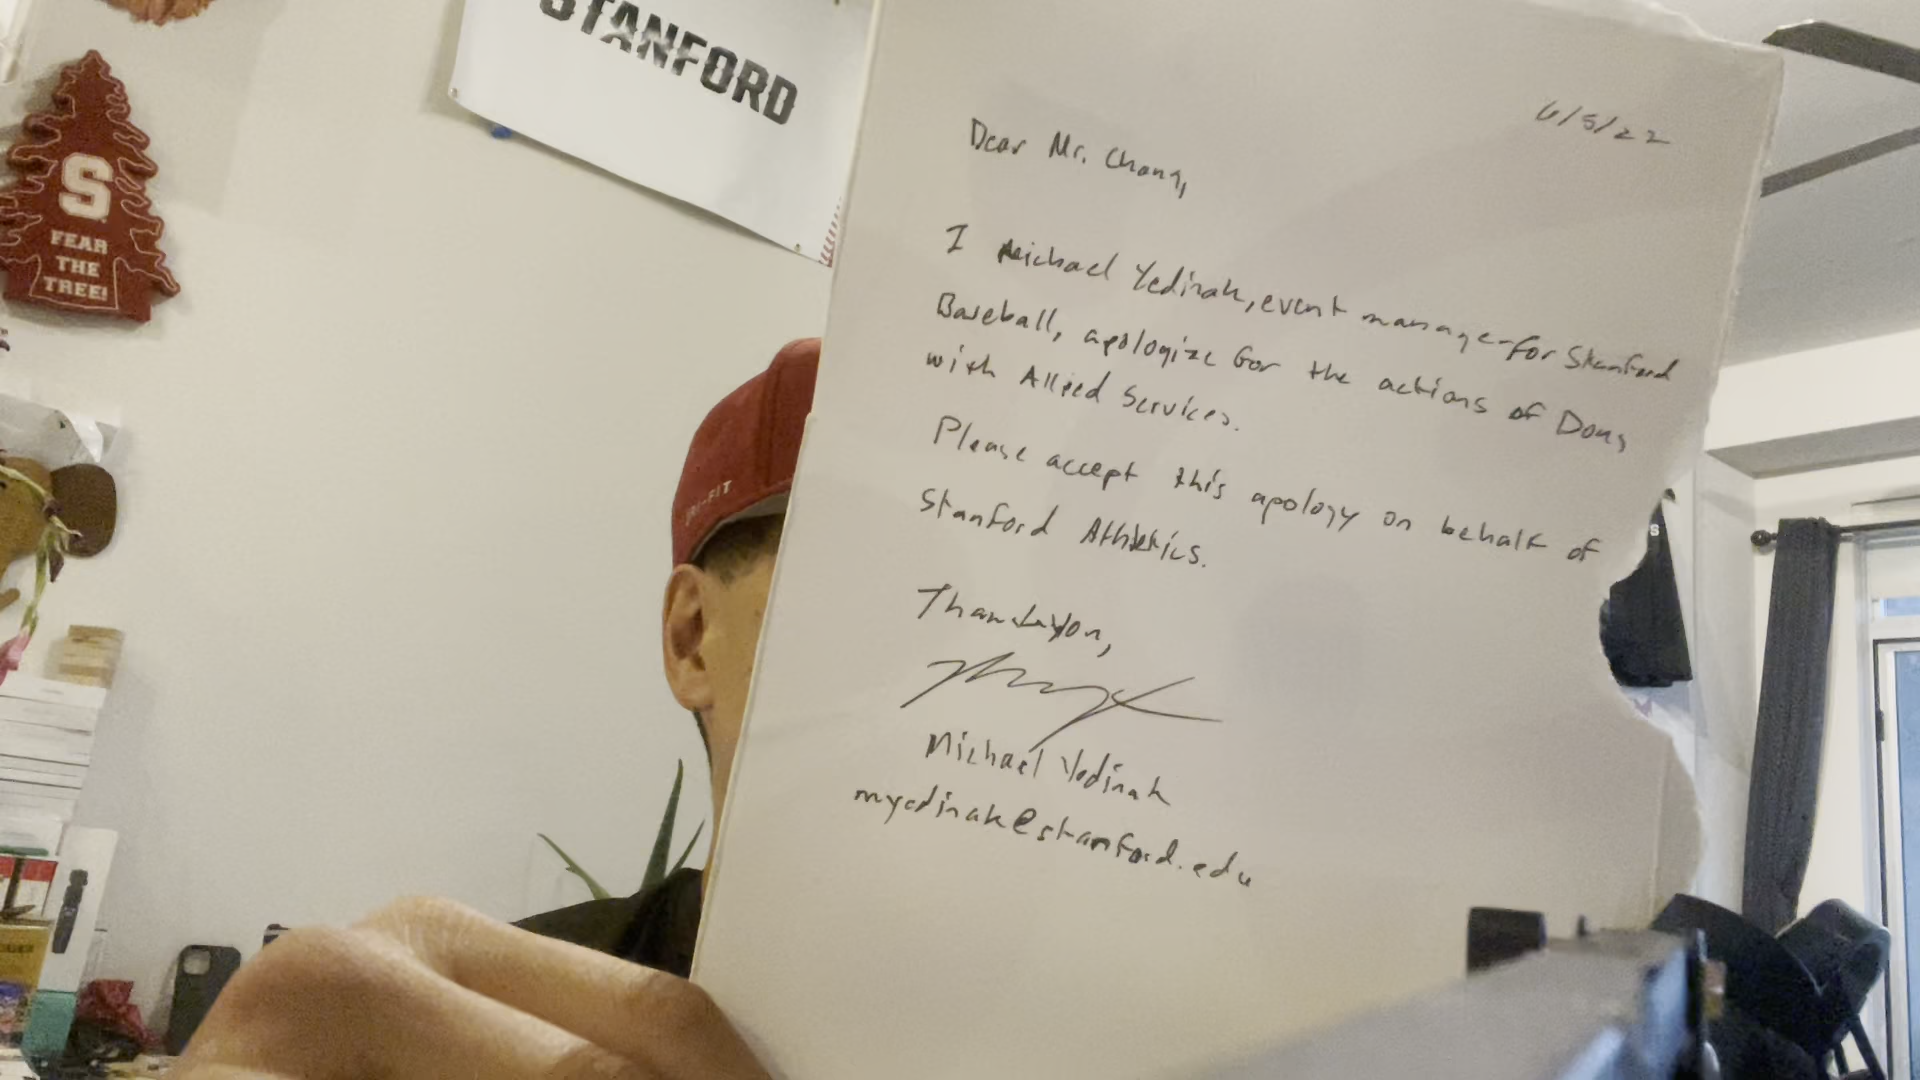 STANFORD
S
FEAR
THE
TREE!
DRI-FIT
6/5/22
Dear Mr. Chang,
I Michael Yedinak, event manager for Stanford
Baseball, apologize for the actions of Doug
with Allied Services.
Please accept this apology on behalf of
Stanford Athletics.
Thank you,
Michael Yedinak
myedinak@stanford.edu
S